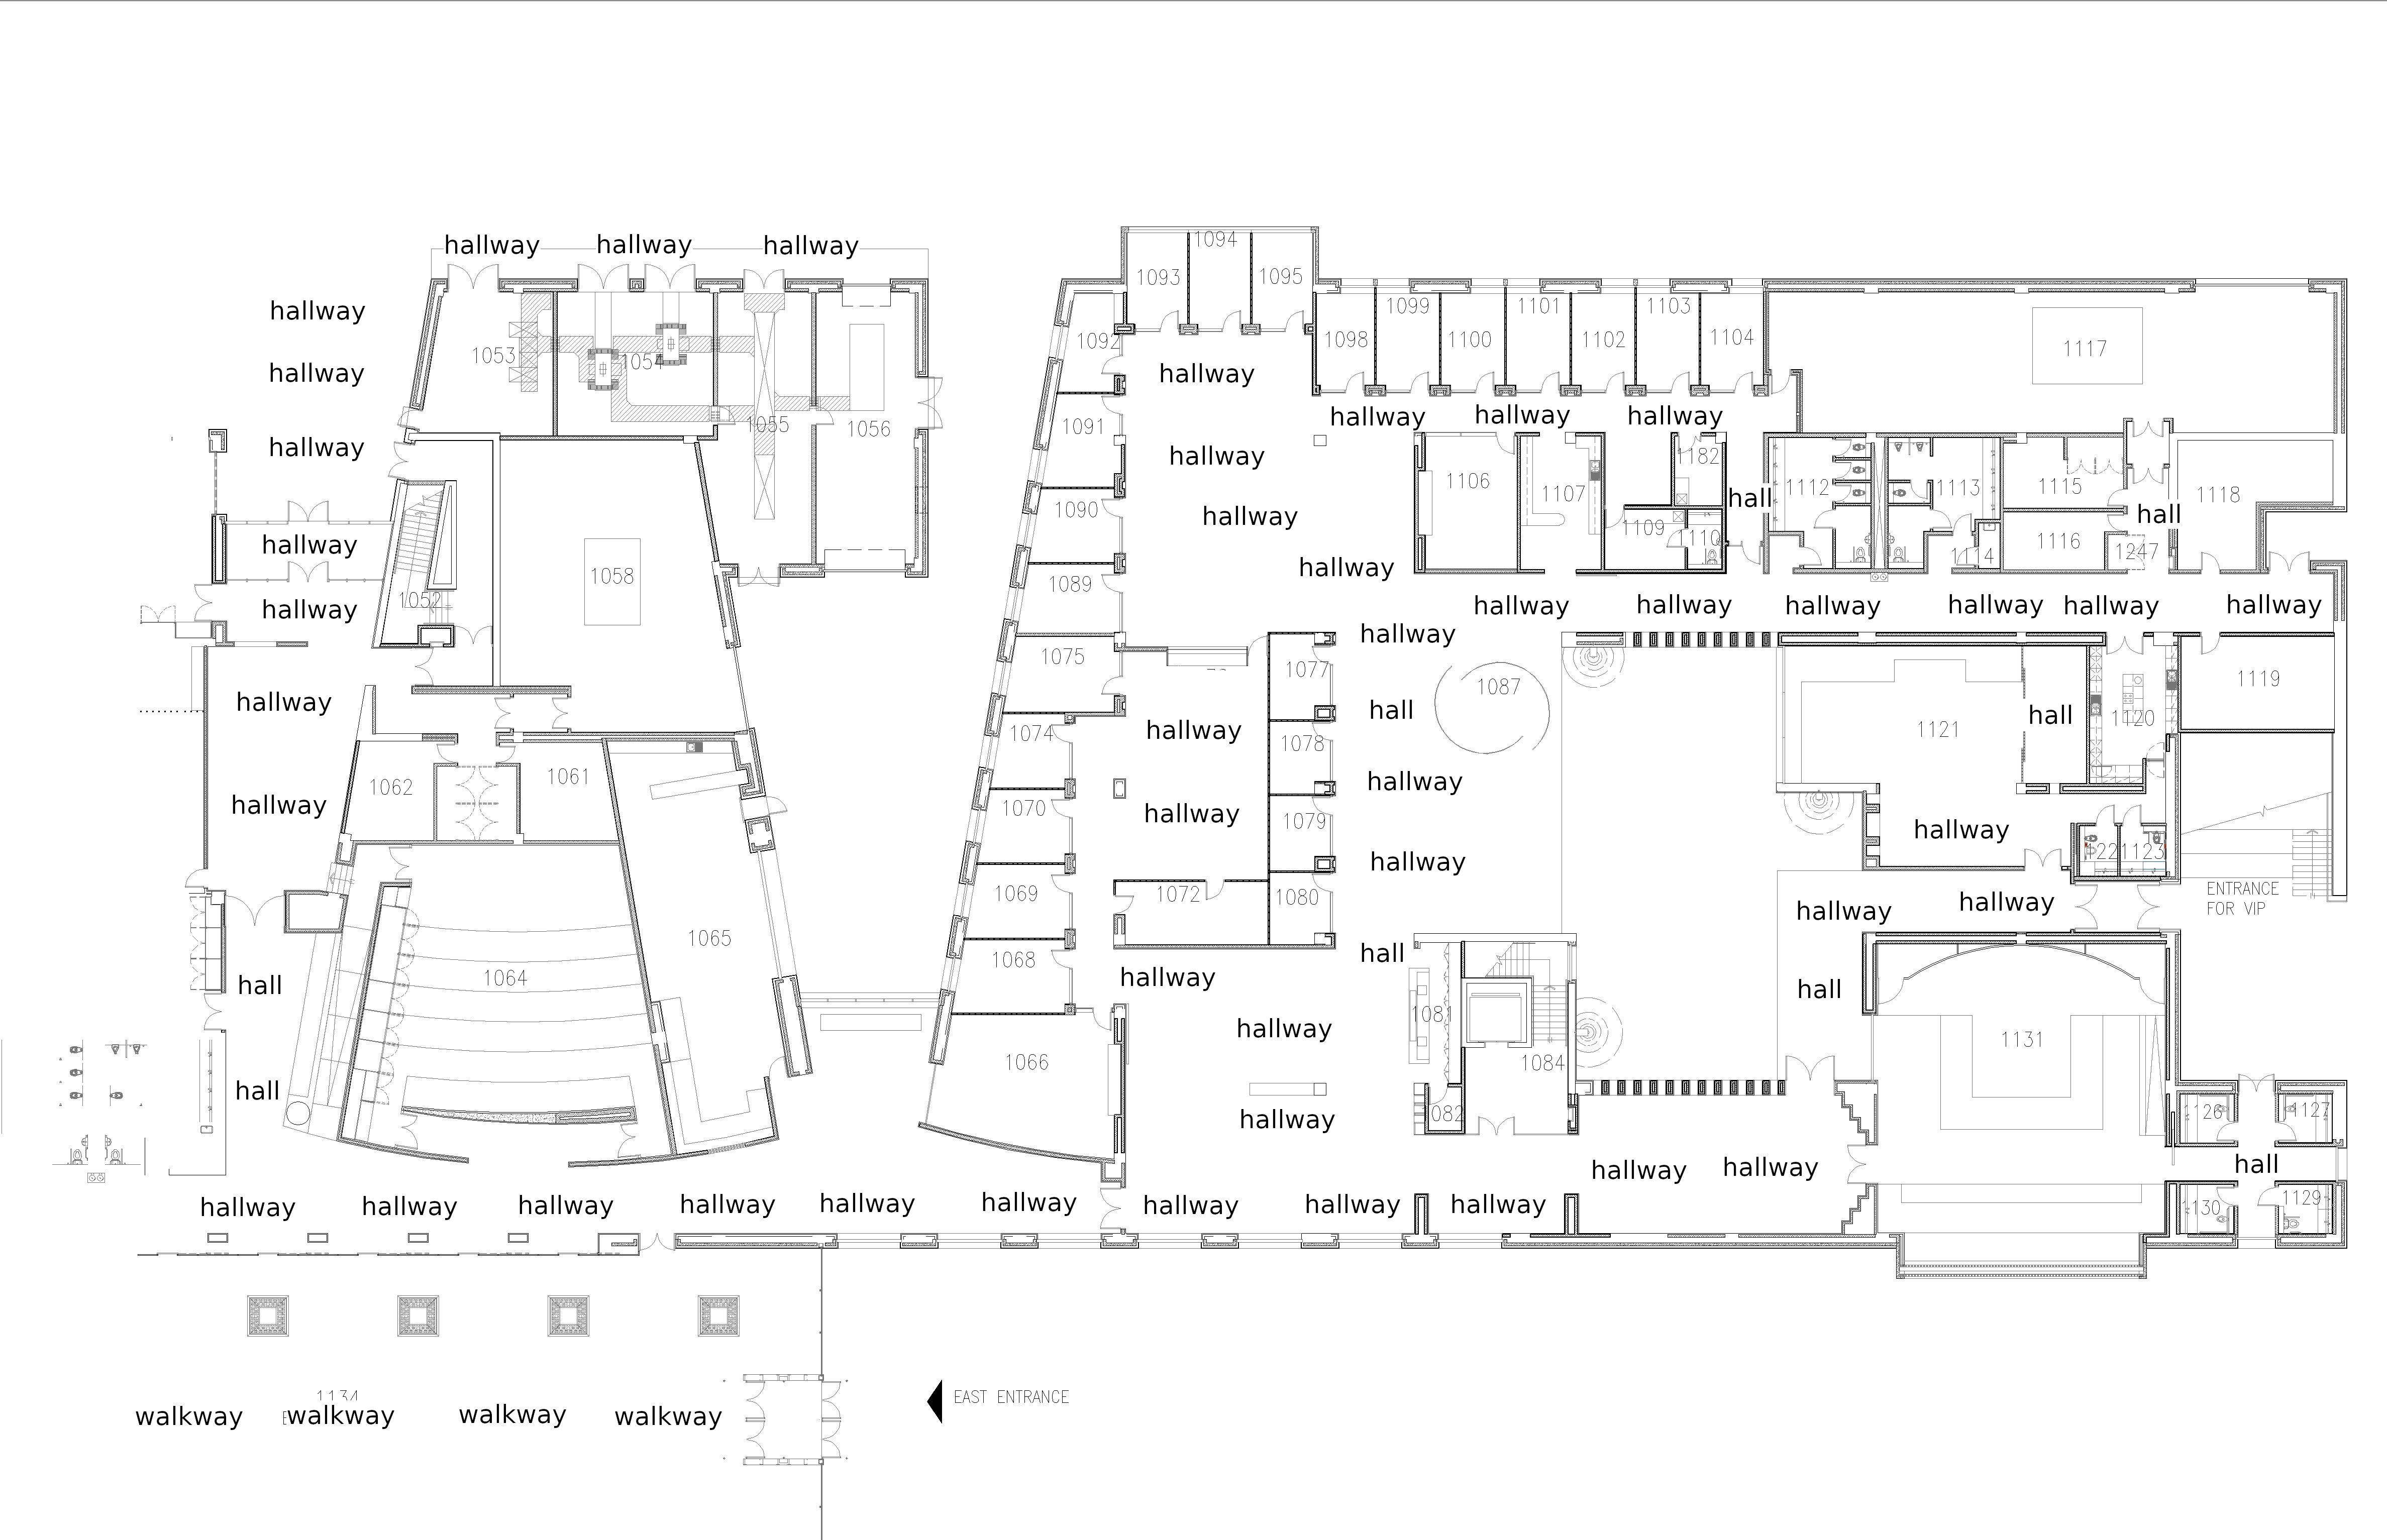 hallway hallway hallway
1094
1093 1095
hallway
1099 1101 1103
1053 1054 1092 1098 1100 1102 1104 1117
hallway hallway
1055 1056 1091 hallway hallway hallway
hallway hallway
1182
1106 1107 hall 1112 1113 1115 1118
1090 hallway hall
1109 1110
hallway 1116 1247
1114
1058 1089 hallway
1052
hallway hallway hallway hallway hallway hallway hallway
hallway
1075 1077
1087 1119
hallway hall hall 1120
1074 hallway 1078 1121
1062 1061 hallway
hallway 1070 hallway 1079 hallway
hallway
1123
1069 1072 1080 ENTRANCE
FOR VIP
hallway hallway
1065 1068 hall
1064 hallway
hall hall
1081
hallway 1131
1066 1084
hall
hallway 1126 1127
hallway hallway hall
hallway hallway hallway hallway hallway hallway hallway hallway hallway
1129
130
1134
EAST ENTRANCE
walkway walkway walkway walkway